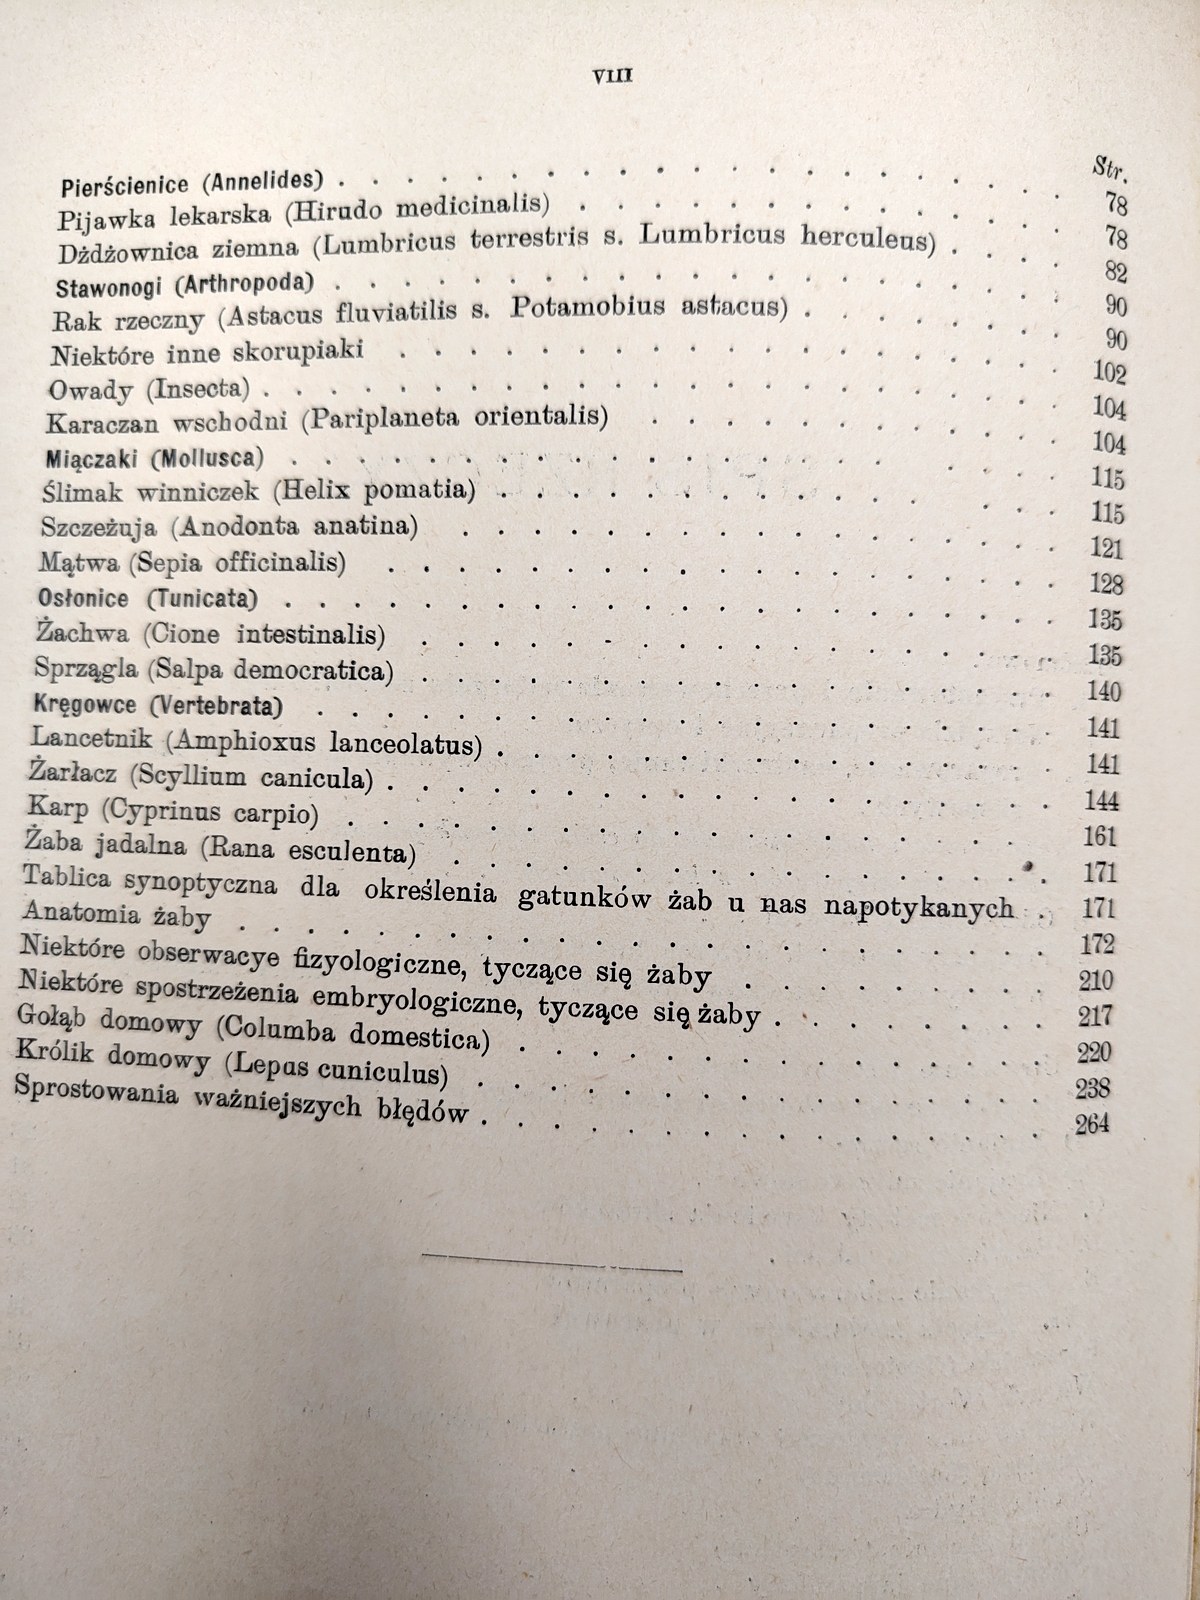 VIII
Str.
Pierścienice (Annelides) . . . . . . . . . . . . . . . . . . . . 78
Pijawka lekarska (Hirudo medicinalis) . . . . . . . . . . . . . 78
Dżdżownica ziemna (Lumbricus terrestris s. Lumbricus herculeus) . . . . 82
Stawonogi (Arthropoda) . . . . . . . . . . . . . . . . . . . . 90
Rak rzeczny (Astacus fluviatilis s. Potamobius astacus) . . . . . . . . 90
Niektóre inne skorupiaki . . . . . . . . . . . . . . . . . . . 102
Owady (Insecta) . . . . . . . . . . . . . . . . . . . . . . 104
Karaczan wschodni (Pariplaneta orientalis) . . . . . . . . . . . . 104
Miączaki (Mollusca) . . . . . . . . . . . . . . . . . . . . . 115
Ślimak winniczek (Helix pomatia) . . . . . . . . . . . . . . . 115
Szczeżuja (Anodonta anatina) . . . . . . . . . . . . . . . . . 121
Mątwa (Sepia officinalis) . . . . . . . . . . . . . . . . . . . 128
Osłonice (Tunicata) . . . . . . . . . . . . . . . . . . . . . 135
Żachwa (Cione intestinalis) . . . . . . . . . . . . . . . . . . 135
Sprzągla (Salpa democratica) . . . . . . . . . . . . . . . . . . 140
Kręgowce (Vertebrata) . . . . . . . . . . . . . . . . . . . . 141
Lancetnik (Amphioxus lanceolatus) . . . . . . . . . . . . . . . . 141
Żarłacz (Scyllium canicula) . . . . . . . . . . . . . . . . . . . 144
Karp (Cyprinus carpio) . . . . . . . . . . . . . . . . . . . 161
Żaba jadalna (Rana esculenta) . . . . . . . . . . . . . . . . . 171
Tablica synoptyczna dla określenia gatunków żab u nas napotykanych . 171
Anatomia żaby . . . . . . . . . . . . . . . . . . . . . . . 172
Niektóre obserwacye fizyologiczne, tyczące się żaby . . . . . . . . . 210
Niektóre spostrzeżenia embryologiczne, tyczące się żaby . . . . . . . . 217
Gołąb domowy (Columba domestica) . . . . . . . . . . . . . . . 220
Królik domowy (Lepus cuniculus) . . . . . . . . . . . . . . . . 238
Sprostowania ważniejszych błędów . . . . . . . . . . . . . . . . 264